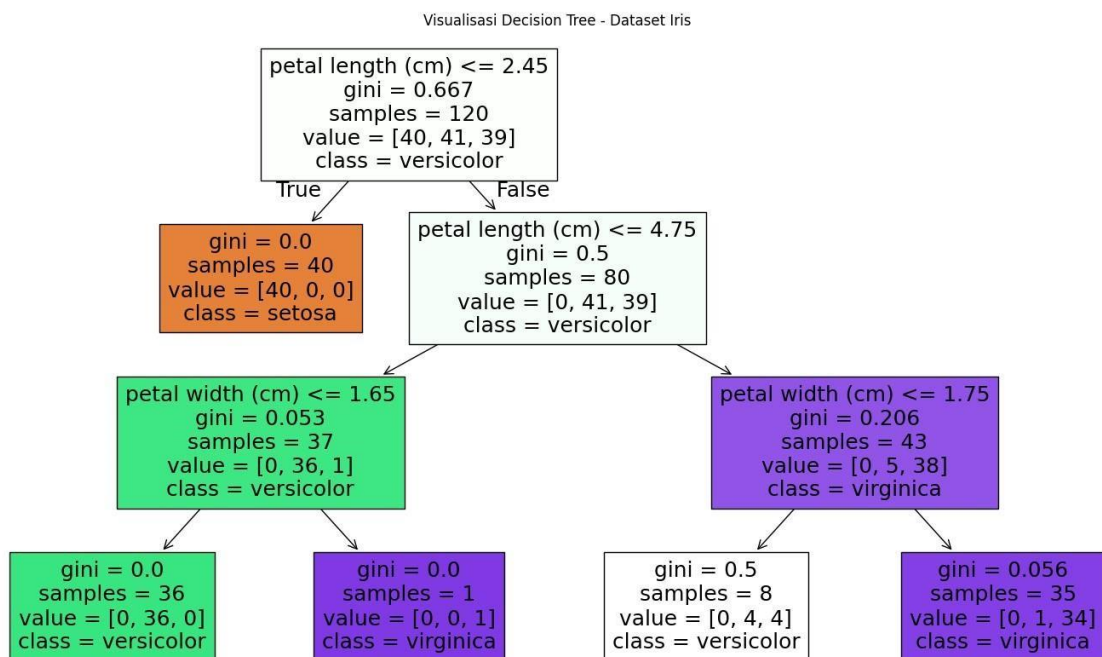 Visualisasi Decision Tree - Dataset Iris
petal length (cm) <= 2.45
gini = 0.667
samples = 120
value = [40, 41, 39]
class = versicolor
True
False
gini = 0.0
samples = 40
value = [40, 0, 0]
class = setosa
petal length (cm) <= 4.75
gini = 0.5
samples = 80
value = [0, 41, 39]
class = versicolor
petal width (cm) <= 1.65
gini = 0.053
samples = 37
value = [0, 36, 1]
class = versicolor
petal width (cm) <= 1.75
gini = 0.206
samples = 43
value = [0, 5, 38]
class = virginica
gini = 0.0
samples = 36
value = [0, 36, 0]
class = versicolor
gini = 0.0
samples = 1
value = [0, 0, 1]
class = virginica
gini = 0.5
samples = 8
value = [0, 4, 4]
class = versicolor
gini = 0.056
samples = 35
value = [0, 1, 34]
class = virginica